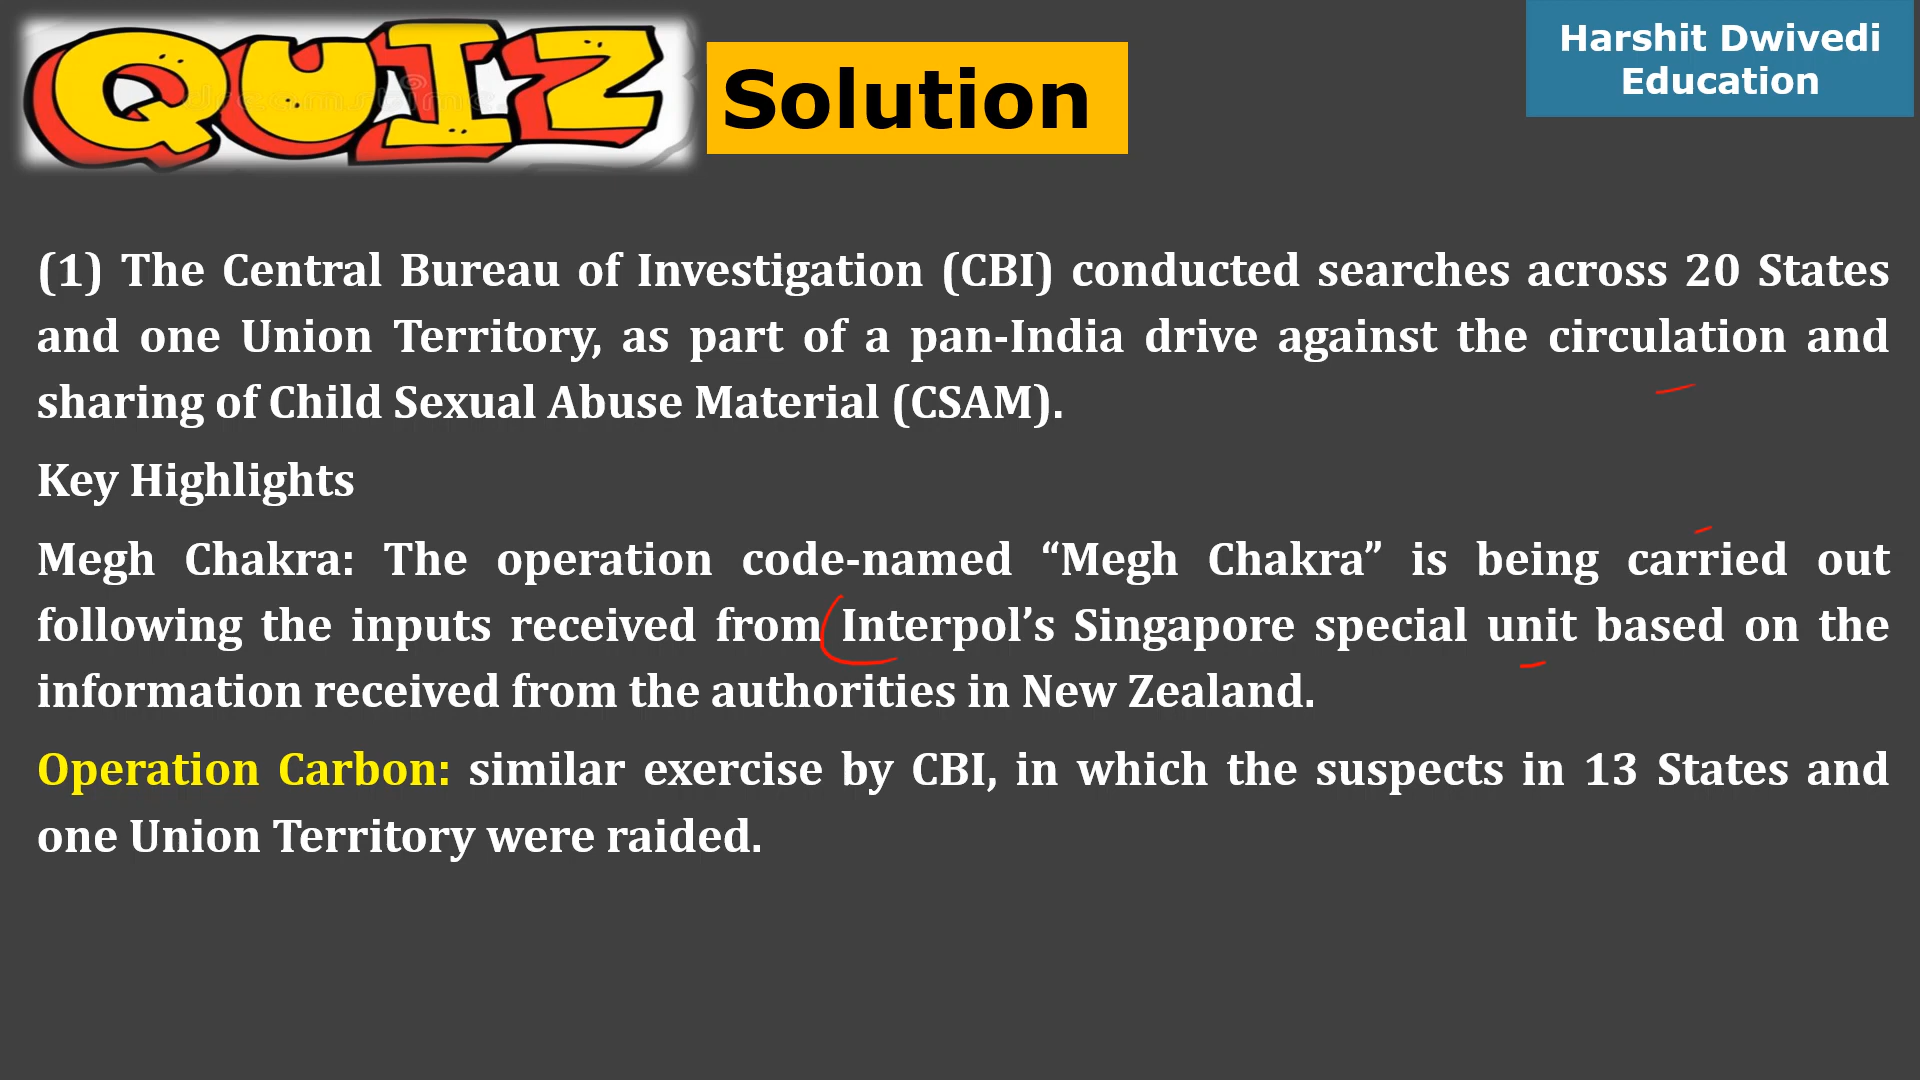 QUIZ
Solution
Harshit Dwivedi
Education
(1) The Central Bureau of Investigation (CBI) conducted searches across 20 States
and one Union Territory, as part of a pan-India drive against the circulation and
sharing of Child Sexual Abuse Material (CSAM).
Key Highlights
Megh Chakra: The operation code-named “Megh Chakra” is being carried out
following the inputs received from Interpol’s Singapore special unit based on the
information received from the authorities in New Zealand.
Operation Carbon: similar exercise by CBI, in which the suspects in 13 States and
one Union Territory were raided.